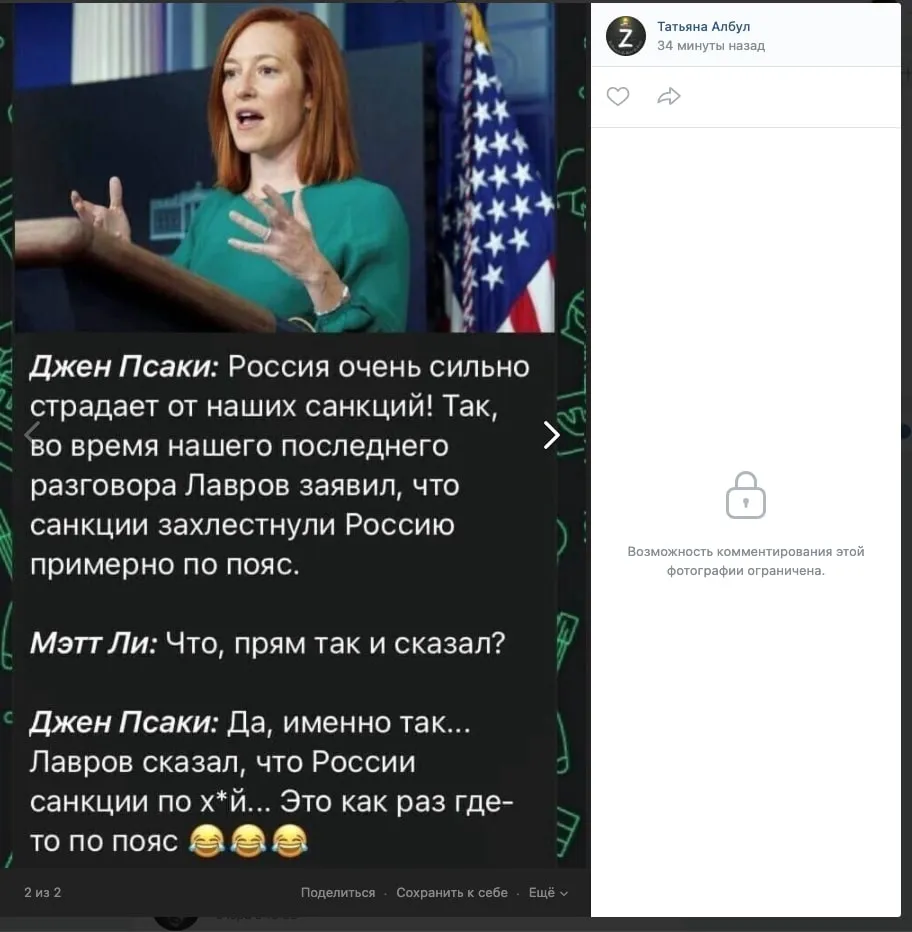 Татьяна Албул
34 минуты назад
Z
Джен Псаки: Россия очень сильно
страдает от наших санкций! Так,
во время нашего последнего
разговора Лавров заявил, что
санкции захлестнули Россию
примерно по пояс.
Мэтт Ли: Что, прям так и сказал?
Джен Псаки: Да, именно так...
Лавров сказал, что России
санкции по х*й... Это как раз где-
то по пояс 😂😂😂
Возможность комментирования этой
фотографии ограничена.
2 из 2
Поделиться · Сохранить к себе · Ещё